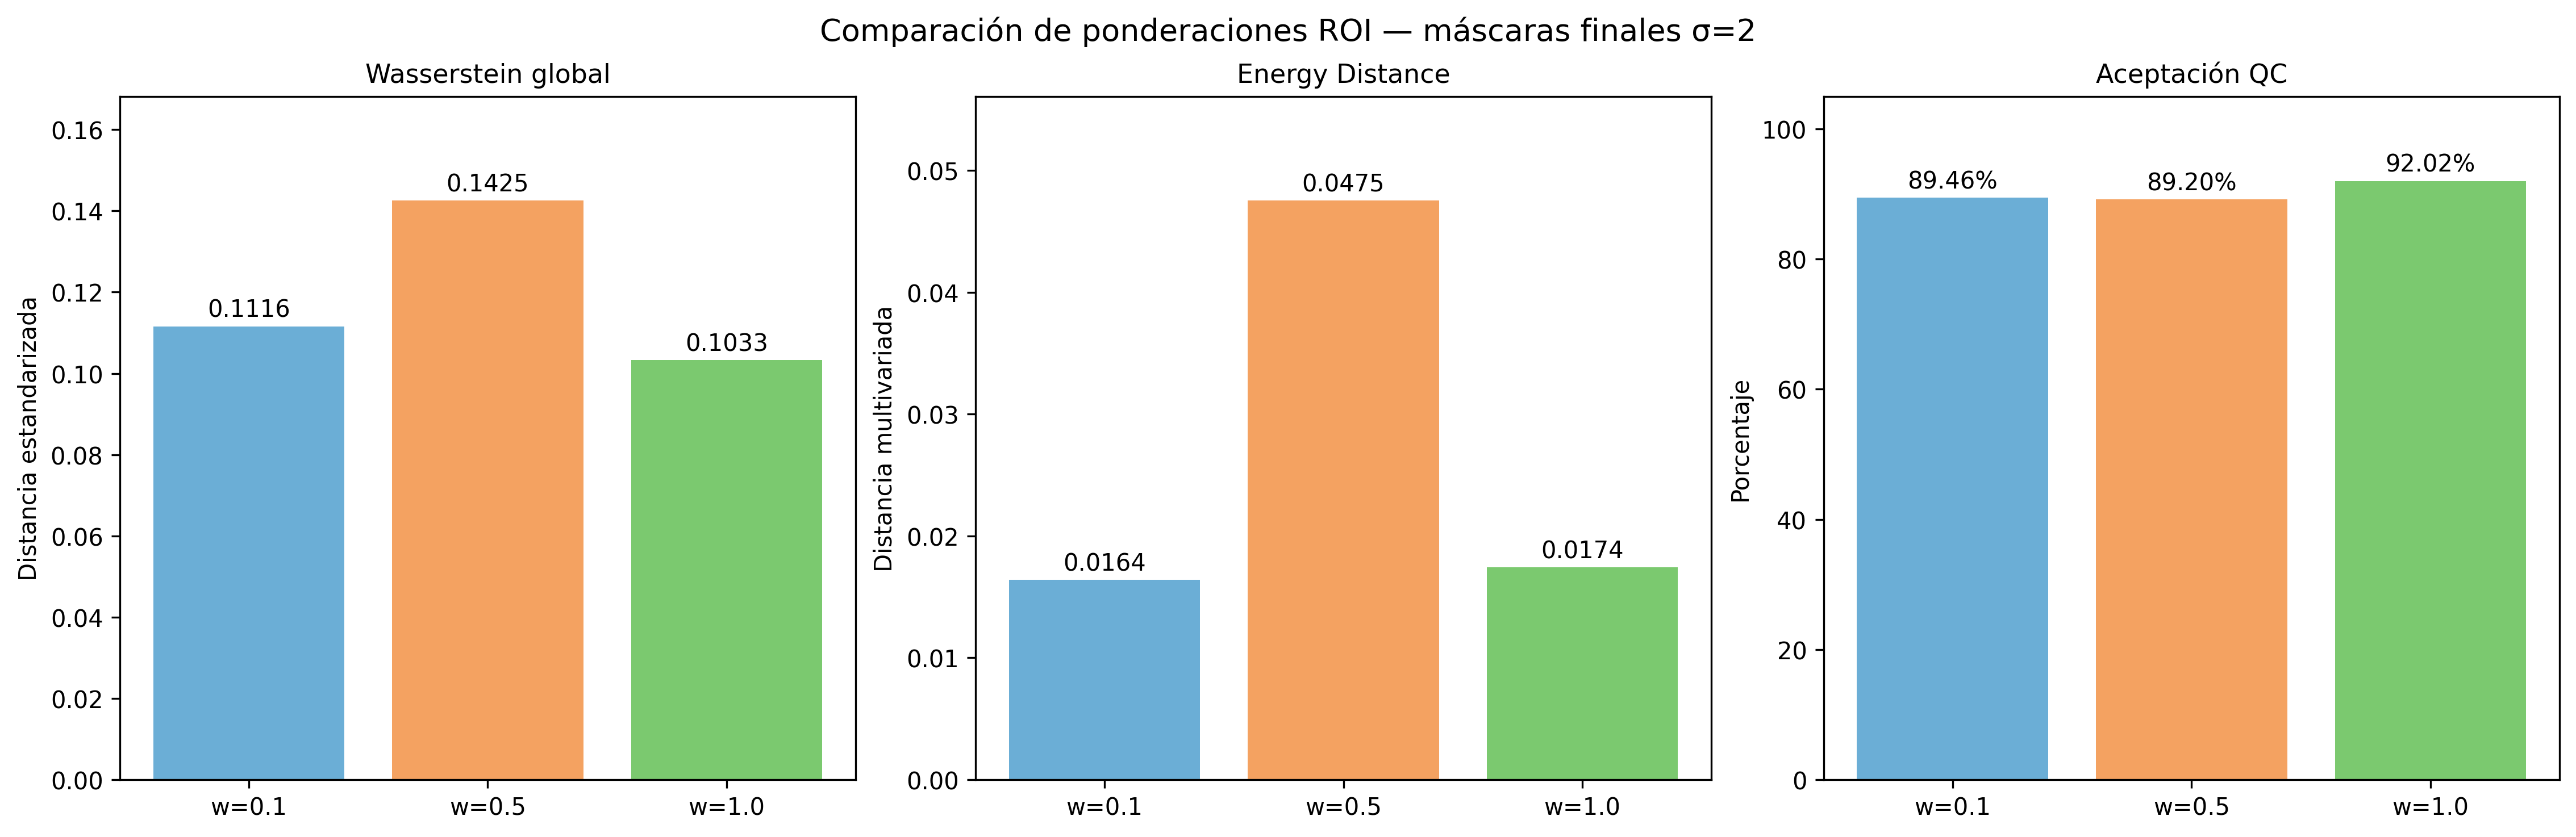 Comparación de ponderaciones ROI — máscaras finales σ=2
Wasserstein global
Distancia estandarizada
0.16
0.14
0.12
0.10
0.08
0.06
0.04
0.02
0.00
0.1116
0.1425
0.1033
w=0.1
w=0.5
w=1.0
Energy Distance
Distancia multivariada
0.05
0.04
0.03
0.02
0.01
0.00
0.0164
0.0475
0.0174
w=0.1
w=0.5
w=1.0
Aceptación QC
Porcentaje
100
80
60
40
20
0
89.46%
89.20%
92.02%
w=0.1
w=0.5
w=1.0